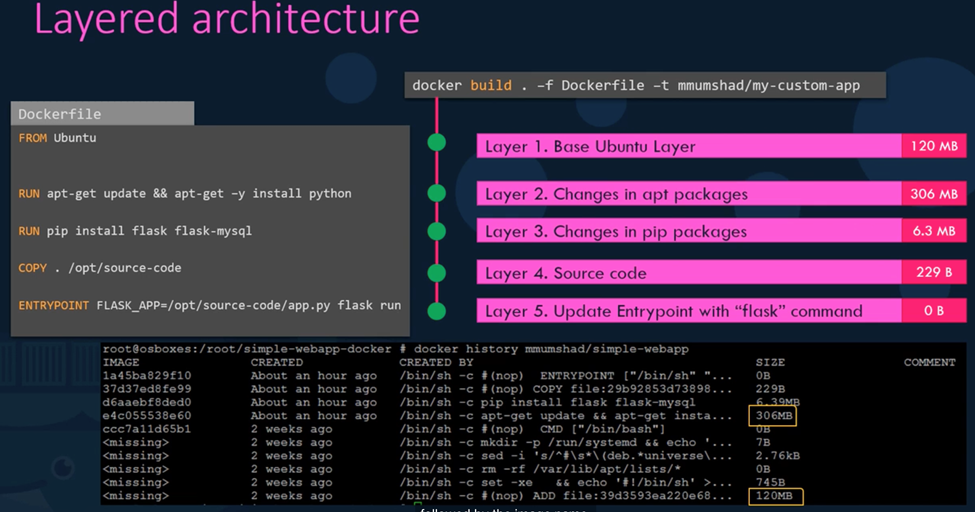 Layered architecture
docker build . -f Dockerfile -t mmumshad/my-custom-app
Dockerfile
FROM Ubuntu
RUN apt-get update && apt-get -y install python
RUN pip install flask flask-mysql
COPY . /opt/source-code
ENTRYPOINT FLASK_APP=/opt/source-code/app.py flask run
Layer 1. Base Ubuntu Layer 120 MB
Layer 2. Changes in apt packages 306 MB
Layer 3. Changes in pip packages 6.3 MB
Layer 4. Source code 229 B
Layer 5. Update Entrypoint with “flask” command 0 B
root@osboxes:/root/simple-webapp-docker # docker history mmumshad/simple-webapp
IMAGE CREATED CREATED BY SIZE COMMENT
1a45ba829f10 About an hour ago /bin/sh -c #(nop) ENTRYPOINT ["/bin/sh" "... 0B
37d37ed8fe99 About an hour ago /bin/sh -c #(nop) COPY file:29b92853d73898... 229B
d6aaebf8ded0 About an hour ago /bin/sh -c pip install flask flask-mysql 6.39MB
e4c055538e60 About an hour ago /bin/sh -c apt-get update && apt-get insta... 306MB
ccc7a11d65b1 2 weeks ago /bin/sh -c #(nop) CMD ["/bin/bash"] 0B
<missing> 2 weeks ago /bin/sh -c mkdir -p /run/systemd && echo '... 7B
<missing> 2 weeks ago /bin/sh -c sed -i 's/^#\s*\(deb.*universe\... 2.76kB
<missing> 2 weeks ago /bin/sh -c rm -rf /var/lib/apt/lists/* 0B
<missing> 2 weeks ago /bin/sh -c set -xe && echo '#!/bin/sh' >... 745B
<missing> 2 weeks ago /bin/sh -c #(nop) ADD file:39d3593ea220e68... 120MB
followed by the image name